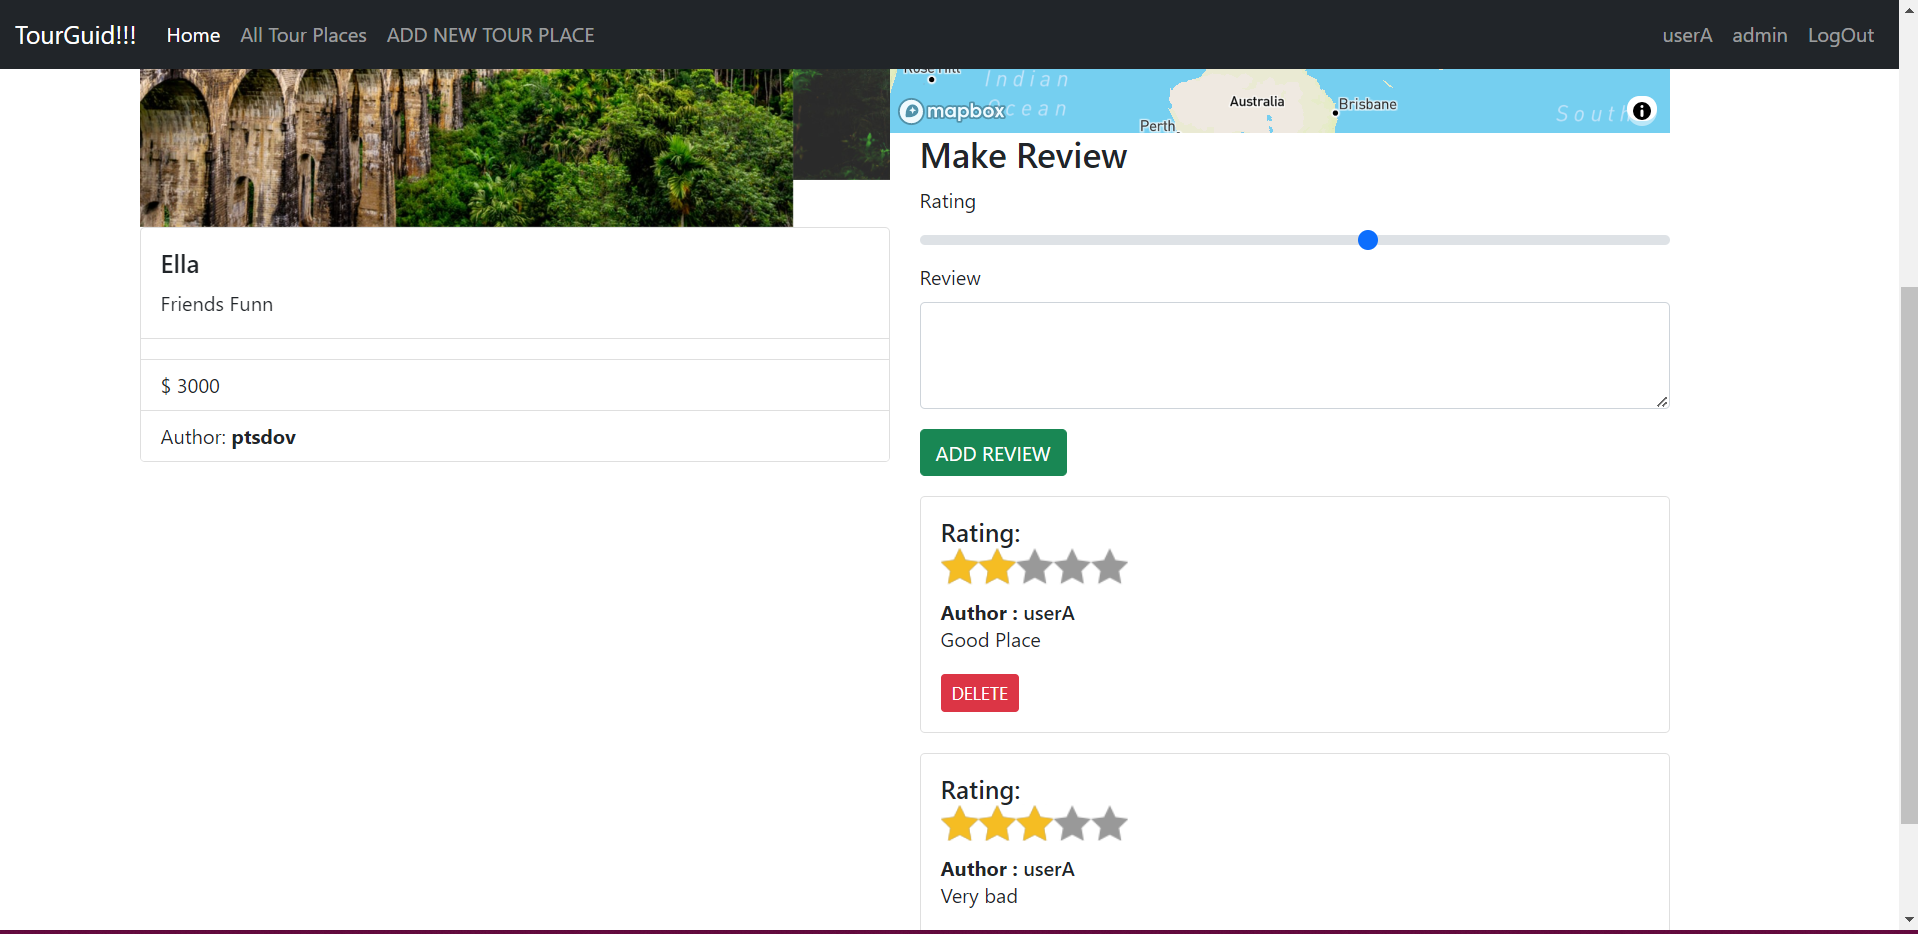 TourGuid!!! Home All Tour Places ADD NEW TOUR PLACE userA admin LogOut
Indian
Ocean
mapbox
Australia
Brisbane
Perth
South
Ella
Friends Funn
$ 3000
Author: ptsdov
Make Review
Rating
Review
ADD REVIEW
Rating:
Author : userA
Good Place
DELETE
Rating:
Author : userA
Very bad